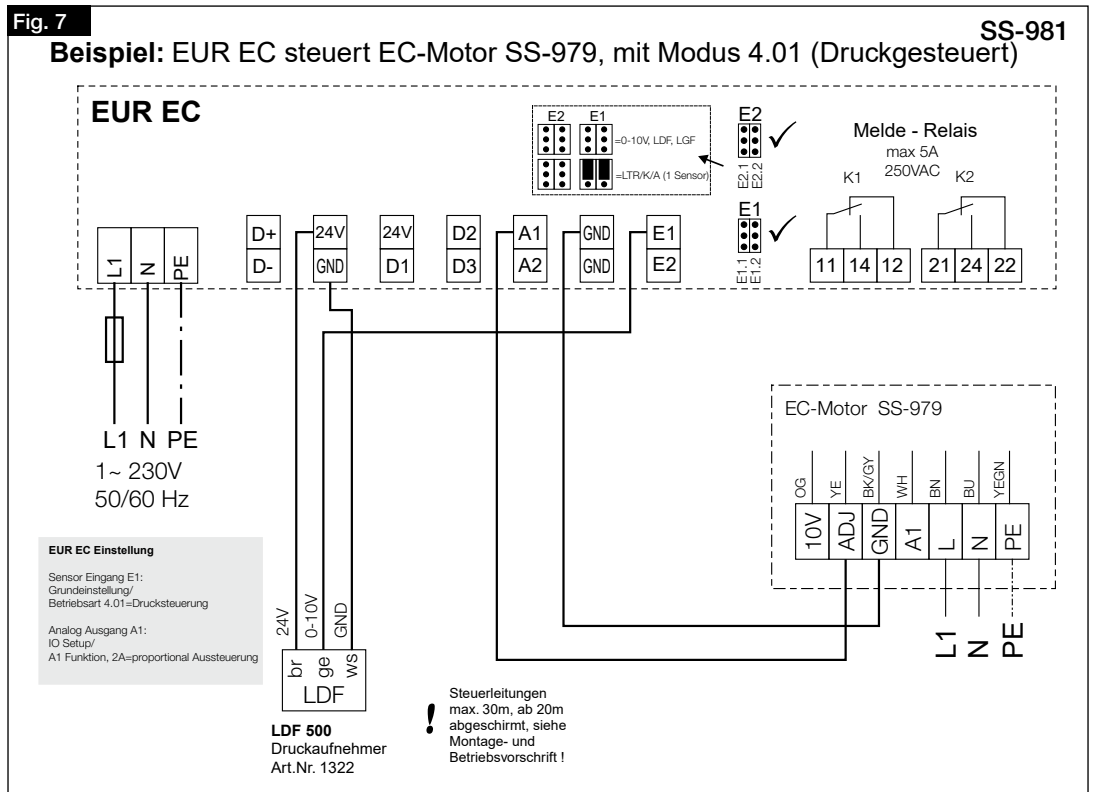 Fig. 7
SS-981
Beispiel: EUR EC steuert EC-Motor SS-979, mit Modus 4.01 (Druckgesteuert)
EUR EC
E2 E1
=0-10V, LDF, LGF
=LTR/K/A (1 Sensor)
E2
E2.1
E2.2
E1
E1.1
E1.2
Melde - Relais
max 5A
250VAC
K1 K2
11 14 12 21 24 22
L1 N PE
D+ 24V 24V D2 A1 GND E1
D- GND D1 D3 A2 GND E2
L1 N PE
1~ 230V
50/60 Hz
EUR EC Einstellung
Sensor Eingang E1:
Grundeinstellung/
Betriebsart 4.01=Drucksteuerung
Analog Ausgang A1:
IO Setup/
A1 Funktion, 2A=proportional Aussteuerung
24V
0-10V
GND
br
ge
ws
LDF
LDF 500
Druckaufnehmer
Art.Nr. 1322
!
Steuerleitungen
max. 30m, ab 20m
abgeschirmt, siehe
Montage- und
Betriebsvorschrift !
EC-Motor SS-979
OG YE BK/GY WH BN BU YEGN
10V ADJ GND A1 L N PE
L1 N PE